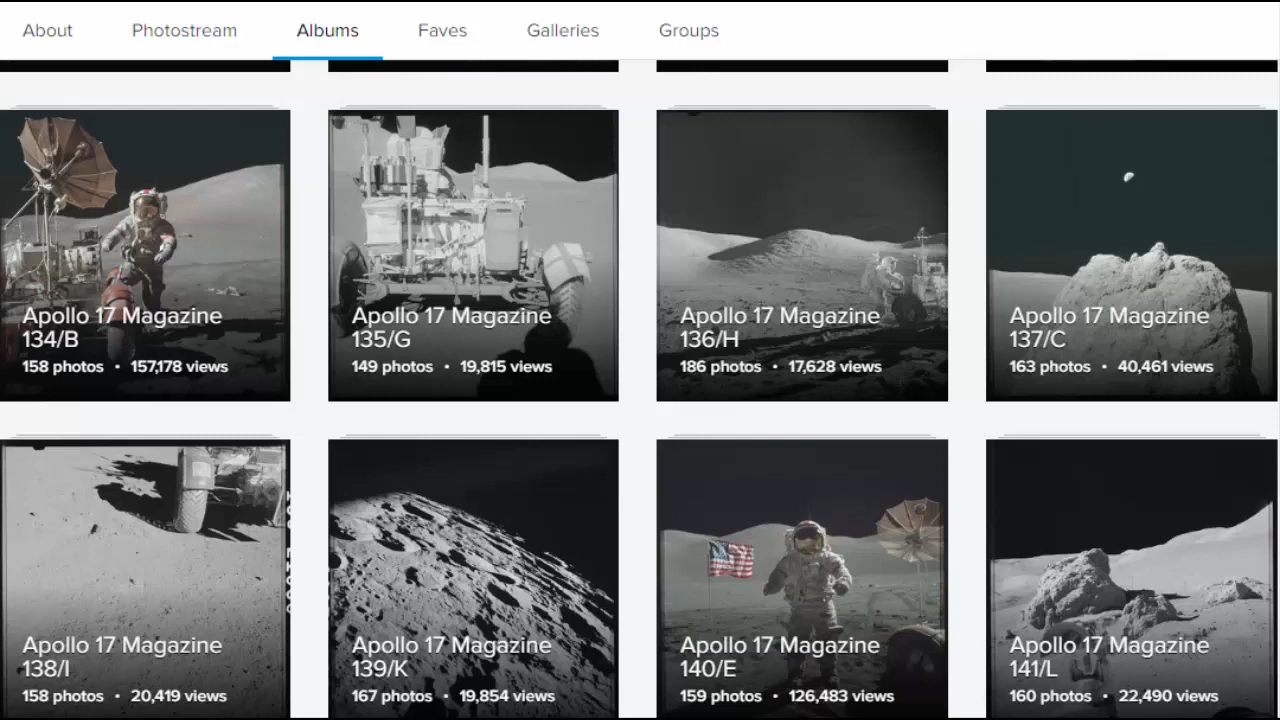 About Photostream Albums Faves Galleries Groups
Apollo 17 Magazine
134/B
158 photos • 157,178 views
Apollo 17 Magazine
135/G
149 photos • 19,815 views
Apollo 17 Magazine
136/H
186 photos • 17,628 views
Apollo 17 Magazine
137/C
163 photos • 40,461 views
Apollo 17 Magazine
138/I
158 photos • 20,419 views
Apollo 17 Magazine
139/K
167 photos • 19,854 views
Apollo 17 Magazine
140/E
159 photos • 126,483 views
Apollo 17 Magazine
141/L
160 photos • 22,490 views